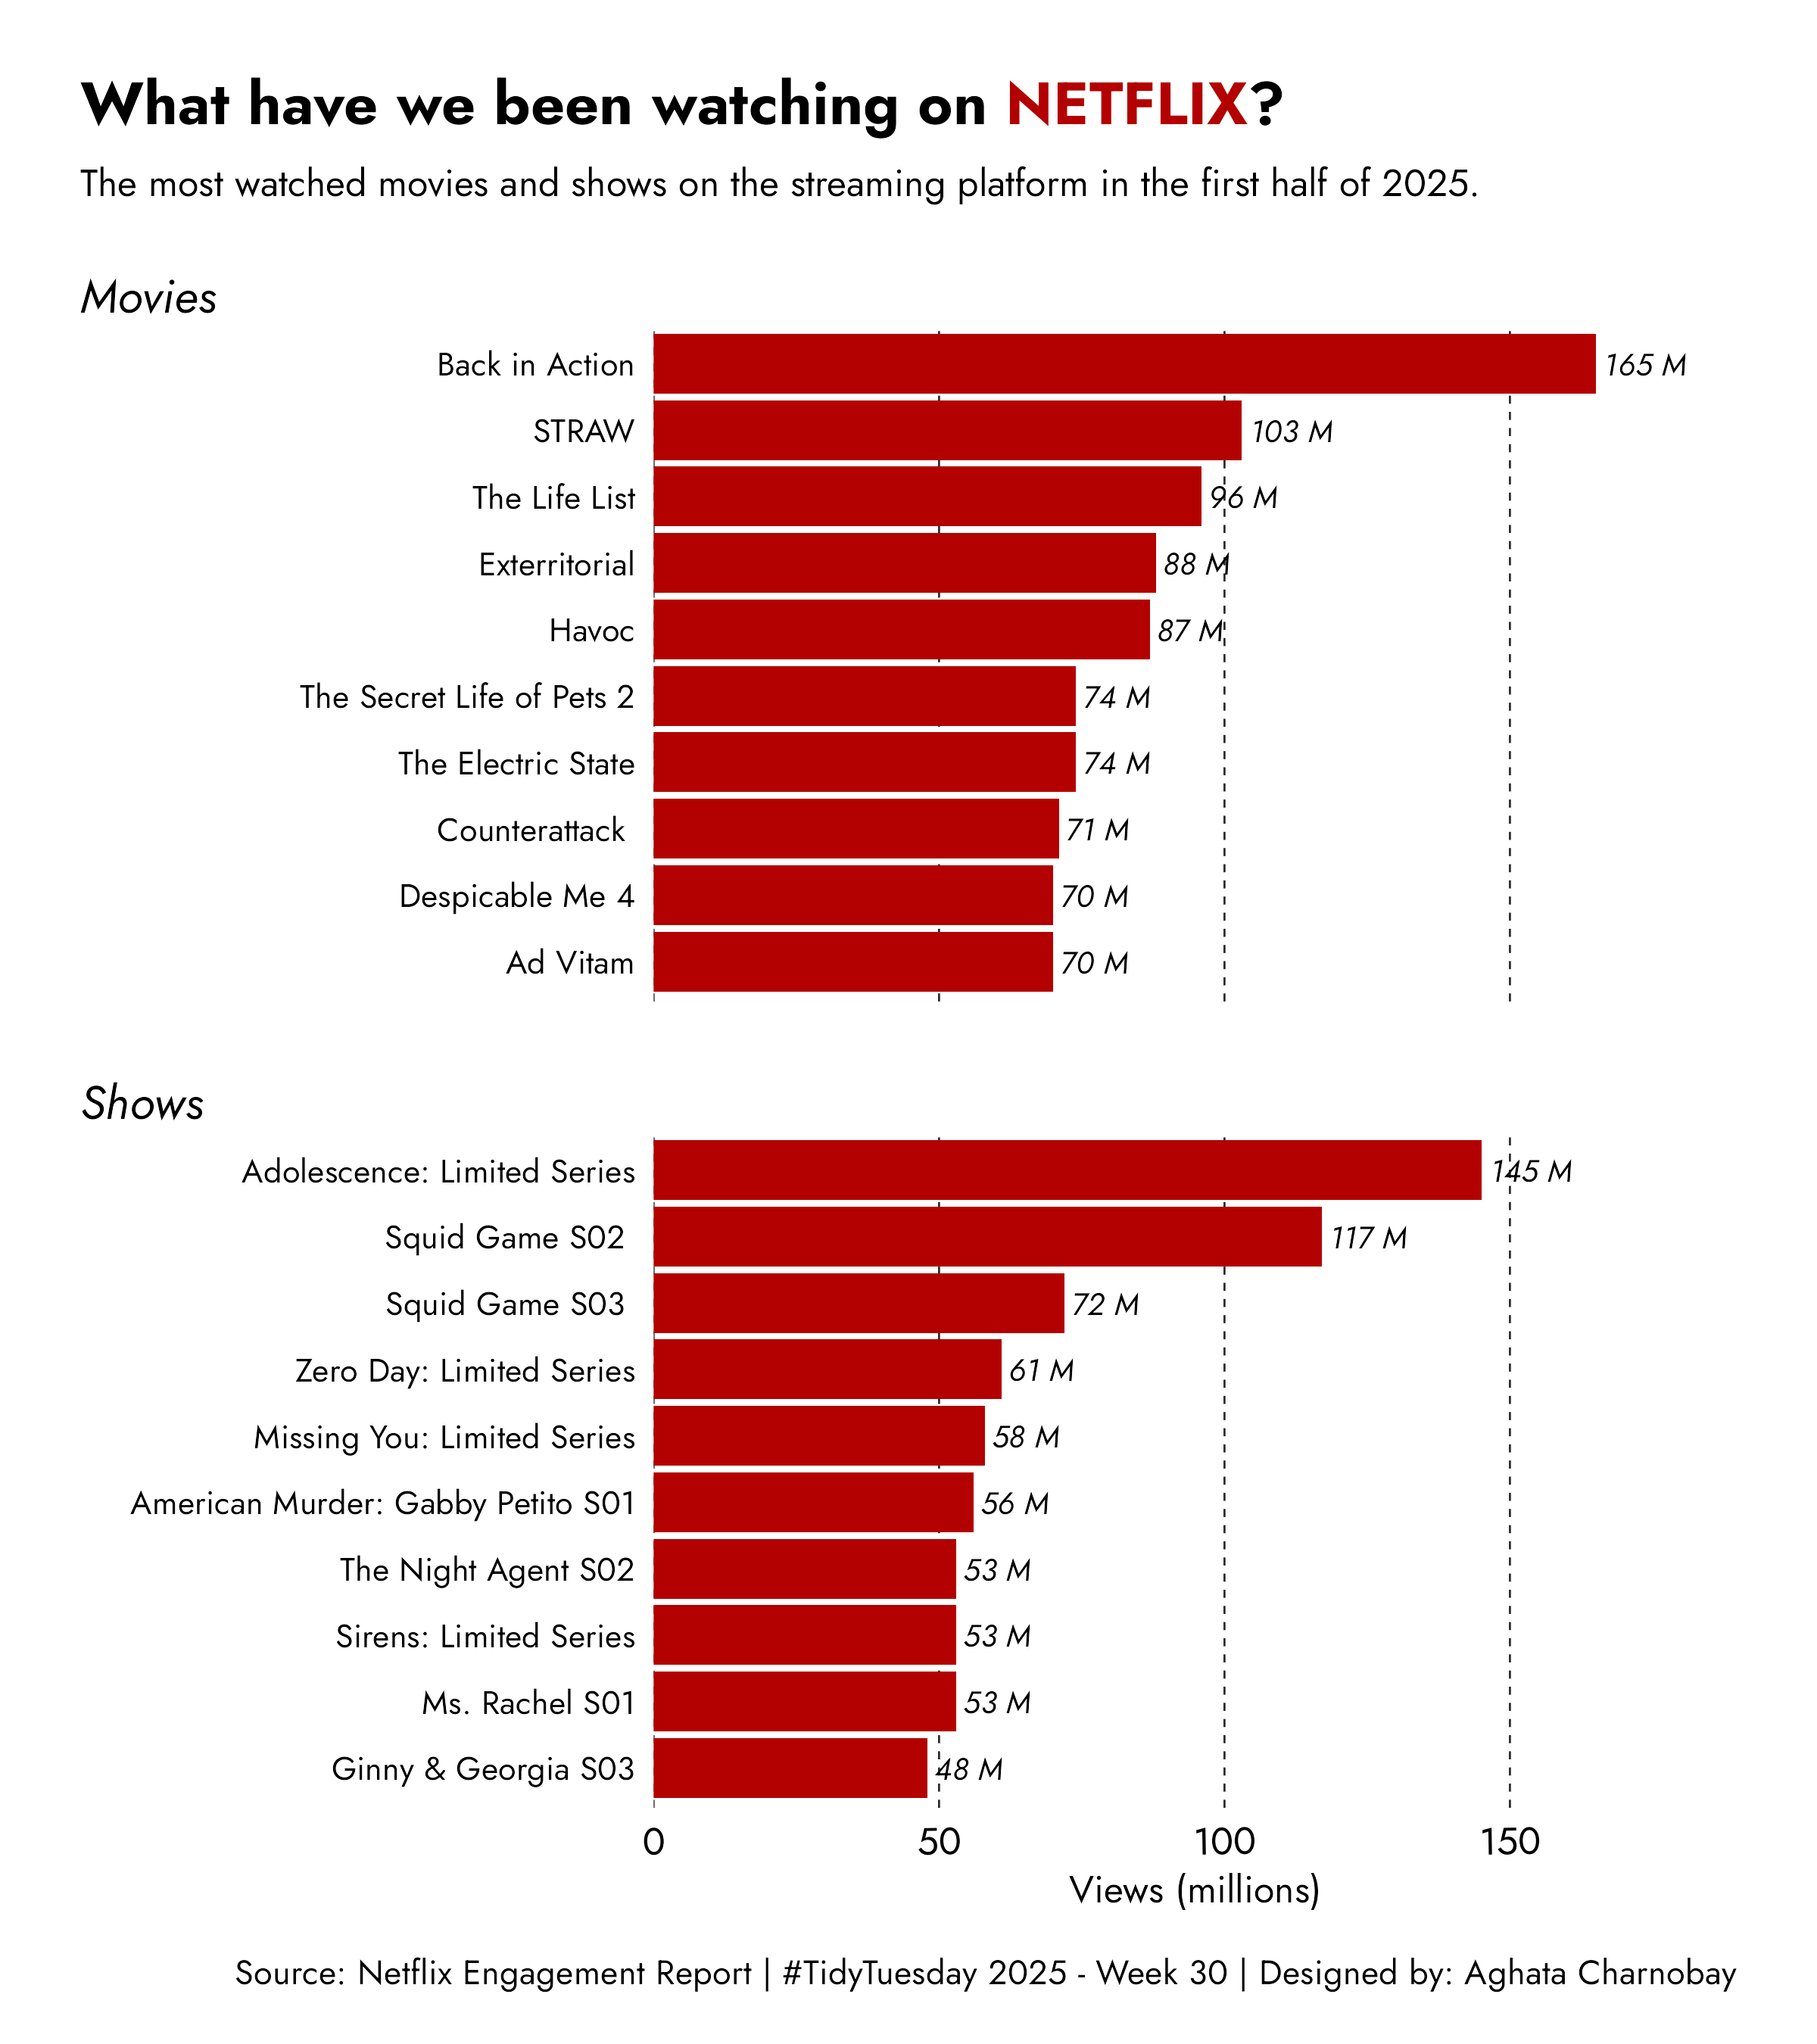 What have we been watching on NETFLIX?
The most watched movies and shows on the streaming platform in the first half of 2025.
Movies
Back in Action 165 M
STRAW 103 M
The Life List 96 M
Exterritorial 88 M
Havoc 87 M
The Secret Life of Pets 2 74 M
The Electric State 74 M
Counterattack 71 M
Despicable Me 4 70 M
Ad Vitam 70 M
Shows
Adolescence: Limited Series 145 M
Squid Game S02 117 M
Squid Game S03 72 M
Zero Day: Limited Series 61 M
Missing You: Limited Series 58 M
American Murder: Gabby Petito S01 56 M
The Night Agent S02 53 M
Sirens: Limited Series 53 M
Ms. Rachel S01 53 M
Ginny & Georgia S03 48 M
0 50 100 150
Views (millions)
Source: Netflix Engagement Report | #TidyTuesday 2025 - Week 30 | Designed by: Aghata Charnobay